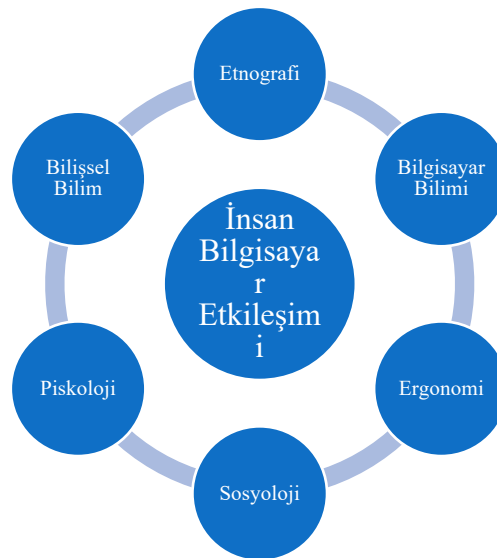 Etnografi
Bilişsel
Bilim
Bilgisayar
Bilimi
İnsan
Bilgisaya
r
Etkileşim
i
Piskoloji
Ergonomi
Sosyoloji